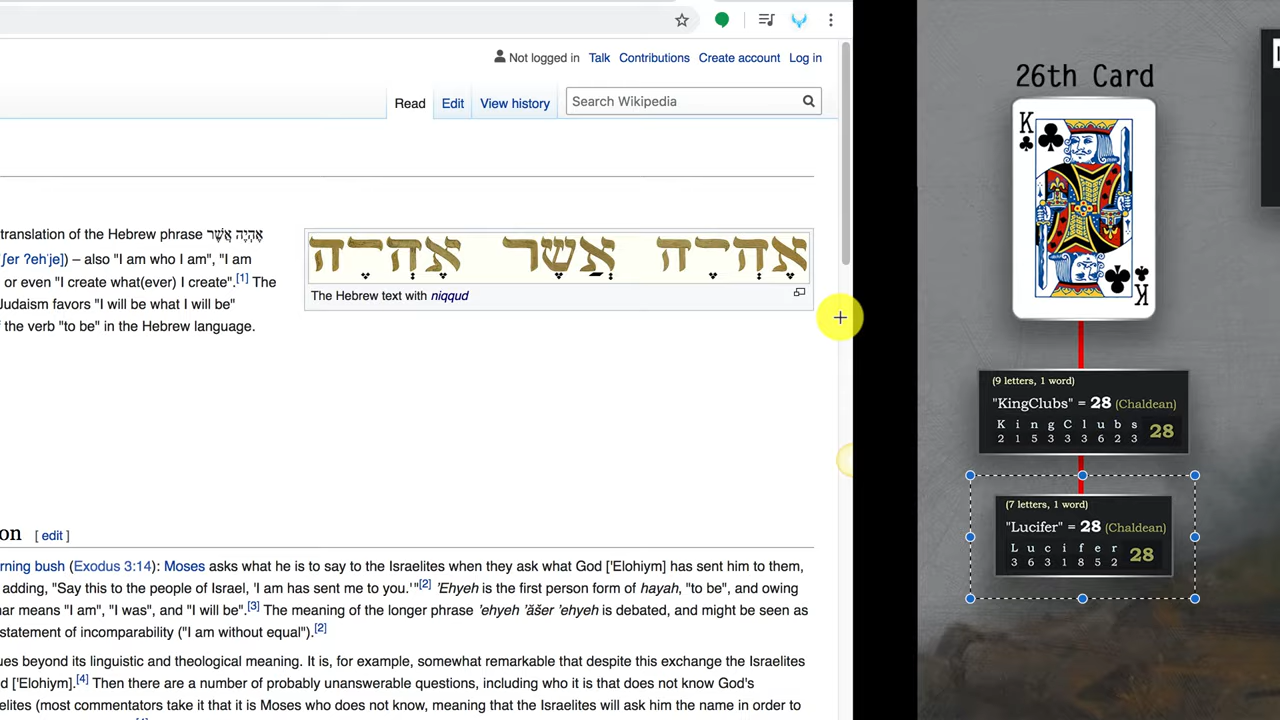 Not logged in Talk Contributions Create account Log in
Read Edit View history Search Wikipedia
translation of the Hebrew phrase אֶהְיֶה אֲשֶׁר
ʃer ʔehˈje]) – also "I am who I am", "I am
or even "I create what(ever) I create".[1] The
Judaism favors "I will be what I will be"
f the verb "to be" in the Hebrew language.
אֶהְיֶה אֲשֶׁר אֶהְיֶה
The Hebrew text with niqqud
on [ edit ]
rning bush (Exodus 3:14): Moses asks what he is to say to the Israelites when they ask what God ['Elohiym] has sent him to them,
adding, "Say this to the people of Israel, 'I am has sent me to you.'"[2] 'Ehyeh is the first person form of hayah, "to be", and owing
mar means "I am", "I was", and "I will be".[3] The meaning of the longer phrase 'ehyeh 'ăšer 'ehyeh is debated, and might be seen as
statement of incomparability ("I am without equal").[2]
ues beyond its linguistic and theological meaning. It is, for example, somewhat remarkable that despite this exchange the Israelites
d ['Elohiym].[4] Then there are a number of probably unanswerable questions, including who it is that does not know God's
elites (most commentators take it that it is Moses who does not know, meaning that the Israelites will ask him the name in order to
26th Card
K
K
(9 letters, 1 word)
"KingClubs" = 28 (Chaldean)
K i n g C l u b s
2 1 5 3 3 3 6 2 3 28
(7 letters, 1 word)
"Lucifer" = 28 (Chaldean)
L u c i f e r
3 6 3 1 8 5 2 28